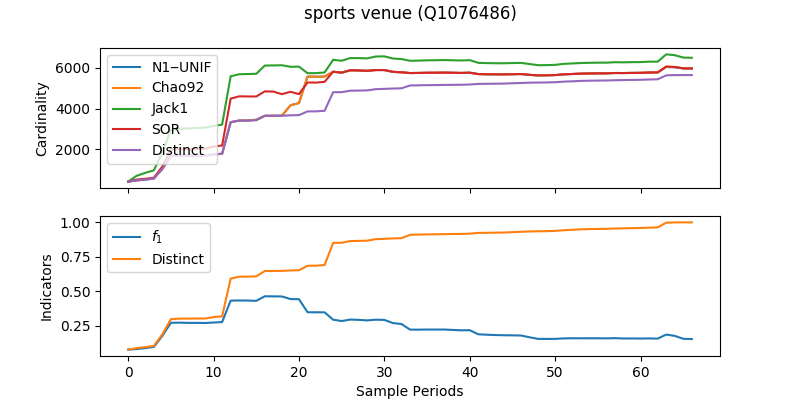 sports venue (Q1076486)
6000
4000
2000
Cardinality
N1−UNIF
Chao92
Jack1
SOR
Distinct
1.00
0.75
0.50
0.25
Indicators
f1
Distinct
0 10 20 30 40 50 60
Sample Periods